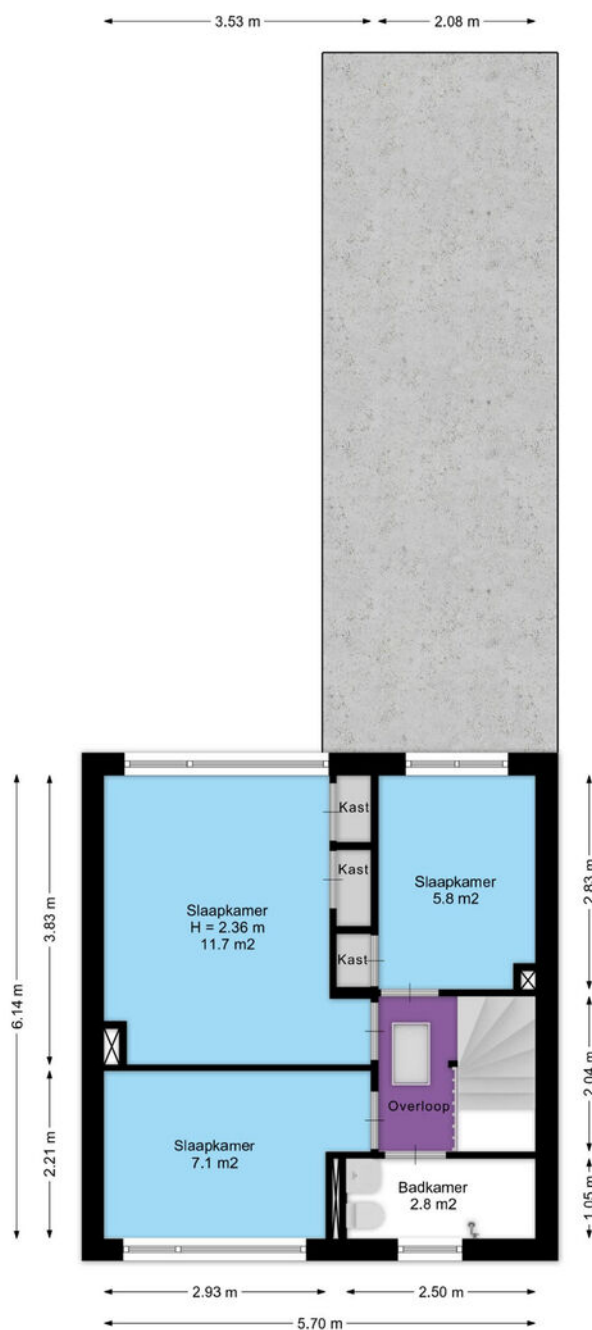 3.53 m
2.08 m
Kast
Kast
Slaapkamer
5.8 m2
Slaapkamer
H = 2.36 m
11.7 m2
Kast
3.83 m
2.83 m
6.14 m
Overloop
2.04 m
Slaapkamer
7.1 m2
2.21 m
Badkamer
2.8 m2
1.05 m
2.93 m
2.50 m
5.70 m